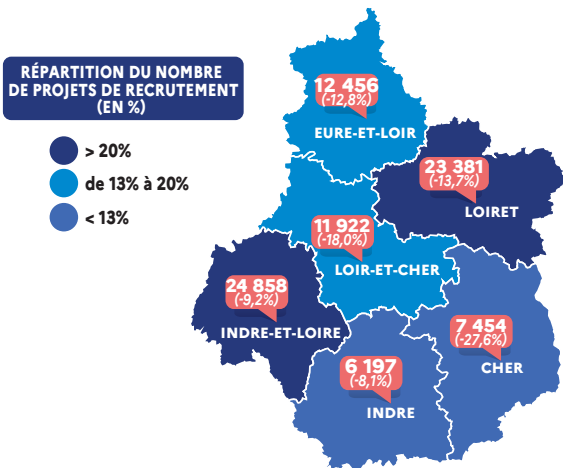 RÉPARTITION DU NOMBRE
DE PROJETS DE RECRUTEMENT
(EN %)
> 20%
de 13% à 20%
< 13%
12 456
(-12,8%)
EURE-ET-LOIR
23 381
(-13,7%)
LOIRET
11 922
(-18,0%)
LOIR-ET-CHER
24 858
(-9,2%)
INDRE-ET-LOIRE
7 454
(-27,6%)
CHER
6 197
(-8,1%)
INDRE